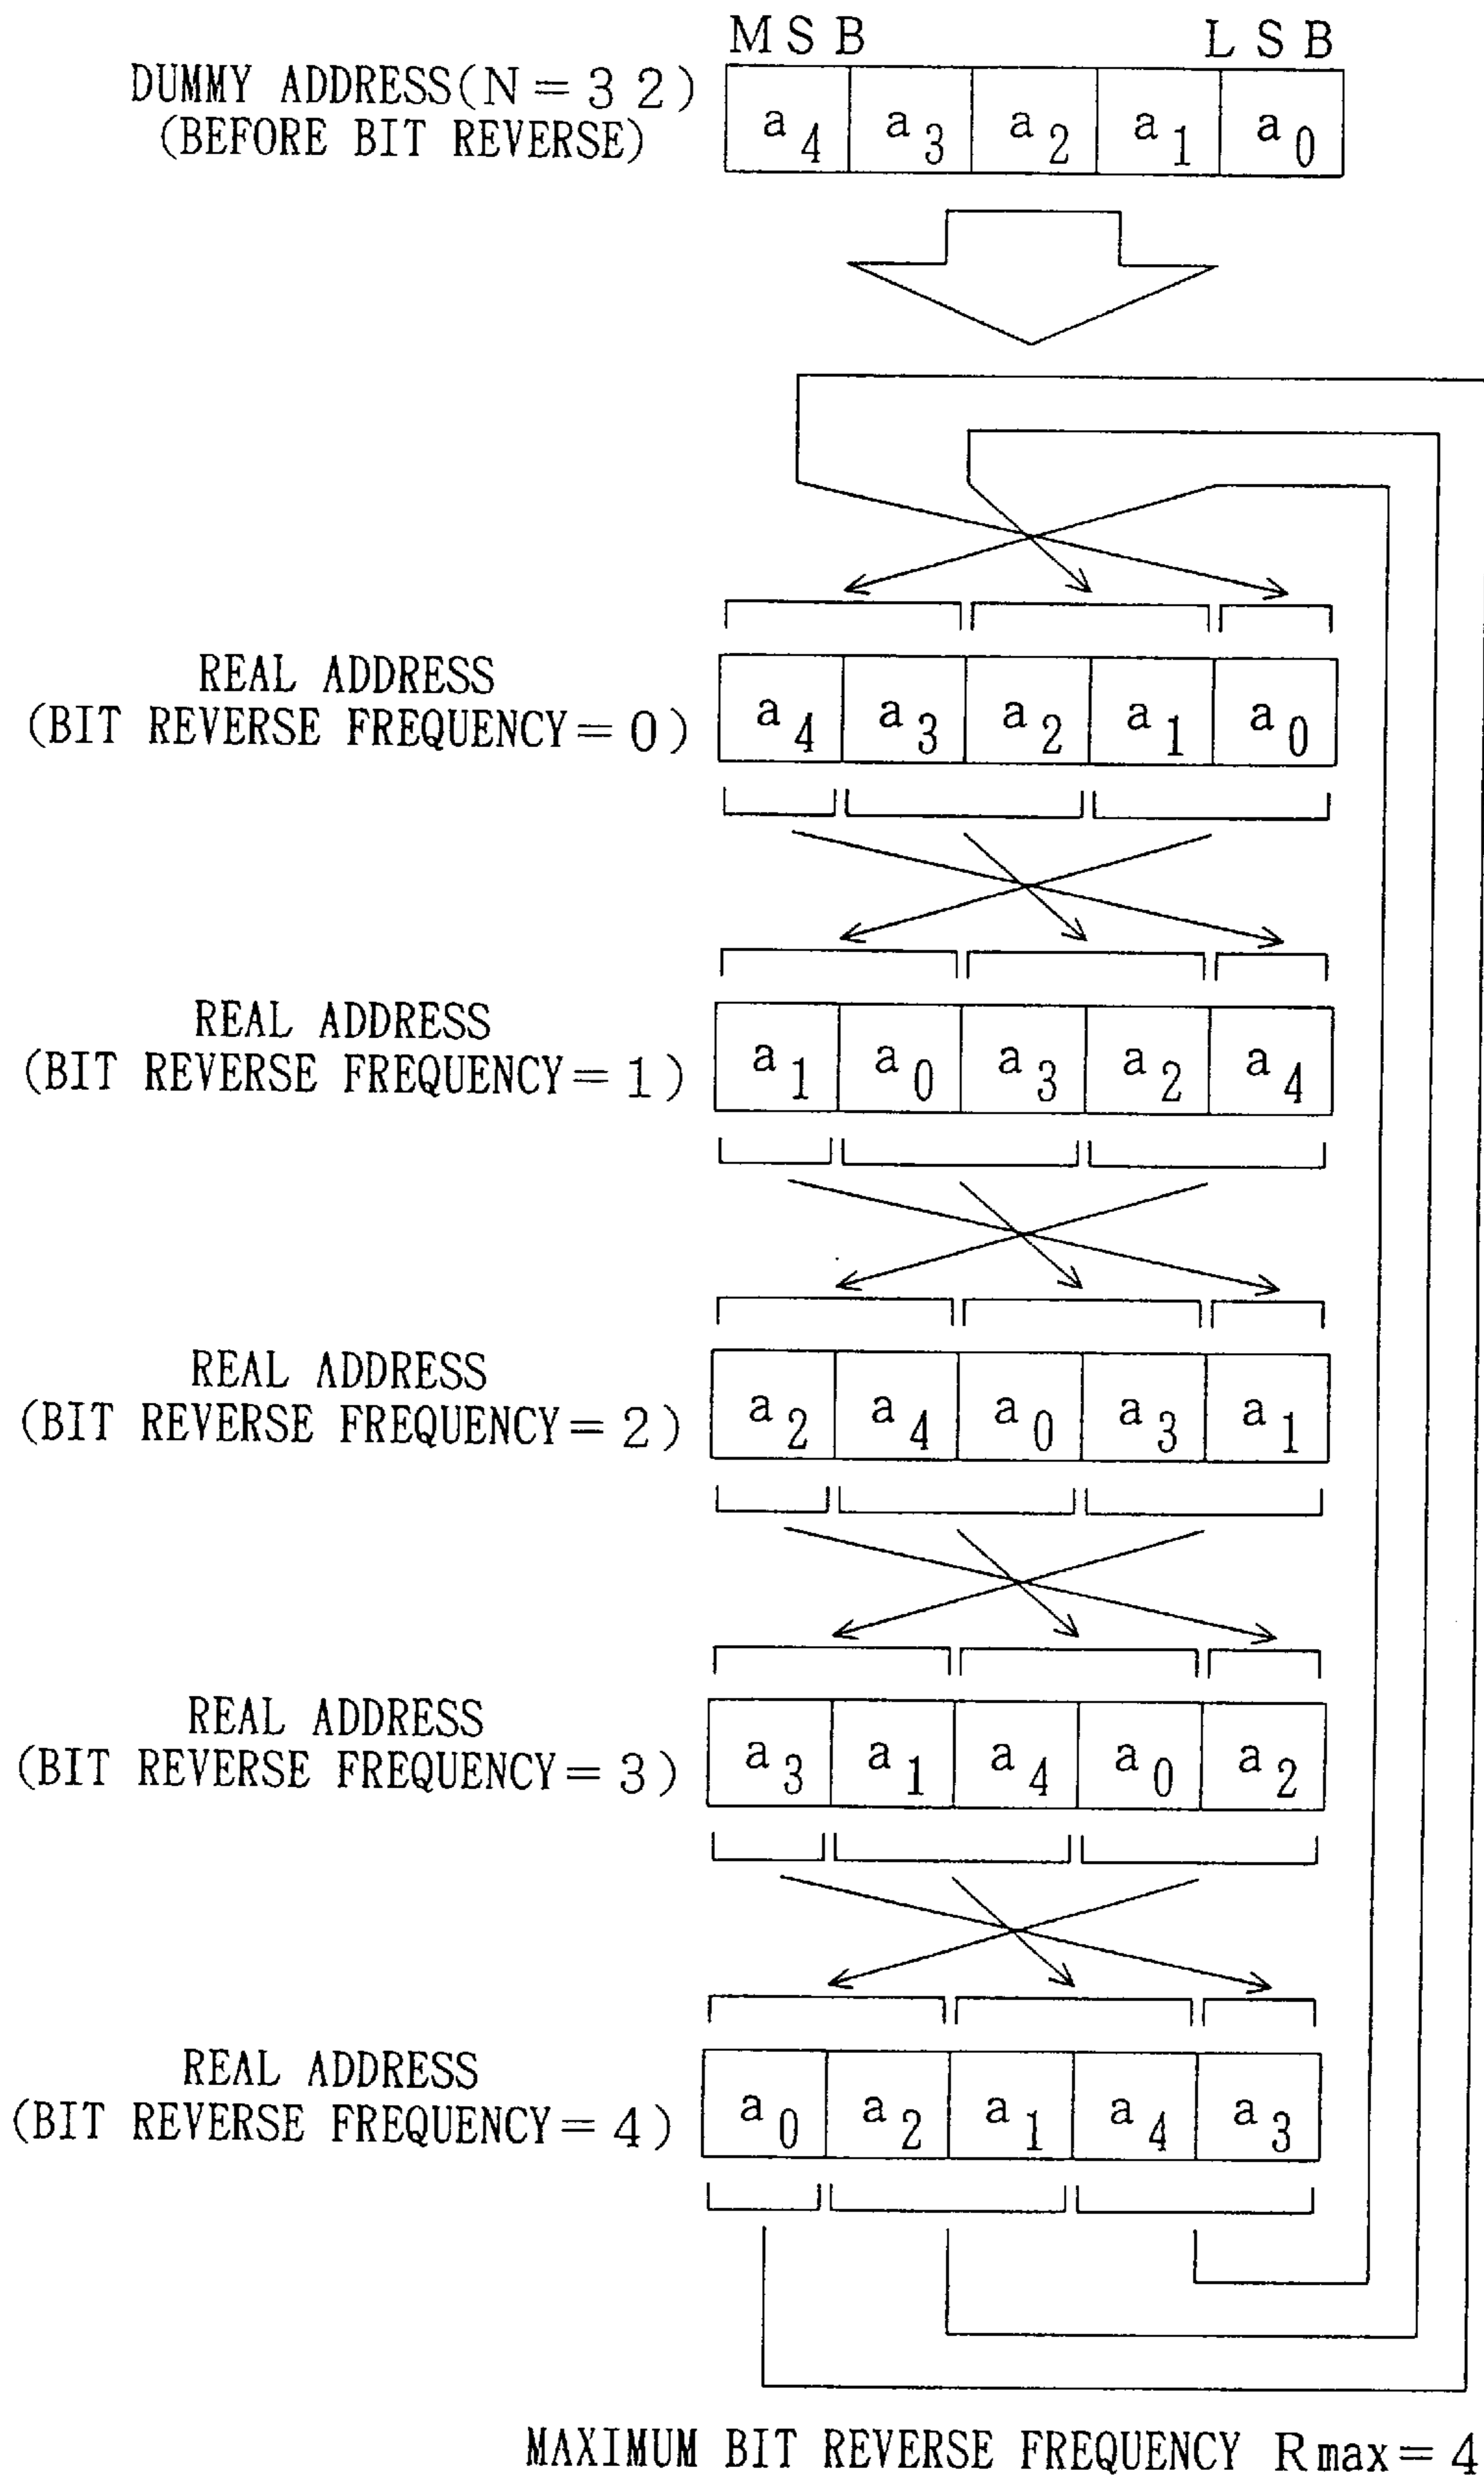 MSB LSB
DUMMY ADDRESS(N=32)
(BEFORE BIT REVERSE)
a4 a3 a2 a1 a0
REAL ADDRESS
(BIT REVERSE FREQUENCY=0)
a4 a3 a2 a1 a0
REAL ADDRESS
(BIT REVERSE FREQUENCY=1)
a1 a0 a3 a2 a4
REAL ADDRESS
(BIT REVERSE FREQUENCY=2)
a2 a4 a0 a3 a1
REAL ADDRESS
(BIT REVERSE FREQUENCY=3)
a3 a1 a4 a0 a2
REAL ADDRESS
(BIT REVERSE FREQUENCY=4)
a0 a2 a1 a4 a3
MAXIMUM BIT REVERSE FREQUENCY Rmax=4